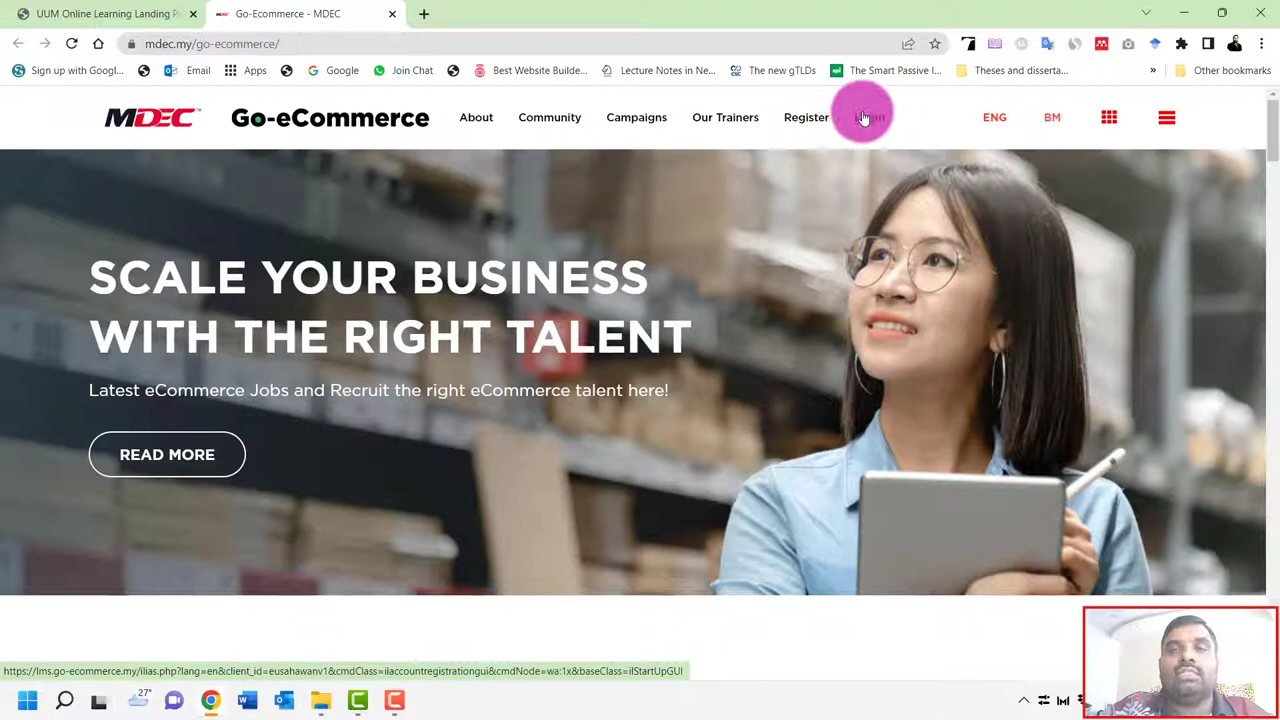 UUM Online Learning Landing P
Go-Ecommerce - MDEC
mdec.my/go-ecommerce/
Sign up with Googl...
Email
Apps
Google
Join Chat
Best Website Builde...
Lecture Notes in Ne...
The new gTLDs
The Smart Passive I...
Theses and disserta...
»
Other bookmarks
MDEC
Go-eCommerce
About
Community
Campaigns
Our Trainers
Register
Login
ENG
BM
SCALE YOUR BUSINESS
WITH THE RIGHT TALENT
Latest eCommerce Jobs and Recruit the right eCommerce talent here!
READ MORE
https://lms.go-ecommerce.my/ilias.php?lang=en&client_id=eusahawanv1&cmdClass=ilaccountregistrationgui&cmdNode=wa:1x&baseClass=ilStartUpGUI
27°